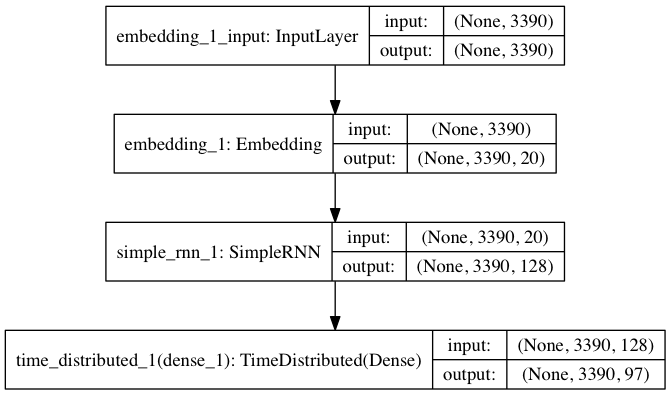 embedding_1_input: InputLayer
input: (None, 3390)
output: (None, 3390)
embedding_1: Embedding
input: (None, 3390)
output: (None, 3390, 20)
simple_rnn_1: SimpleRNN
input: (None, 3390, 20)
output: (None, 3390, 128)
time_distributed_1(dense_1): TimeDistributed(Dense)
input: (None, 3390, 128)
output: (None, 3390, 97)